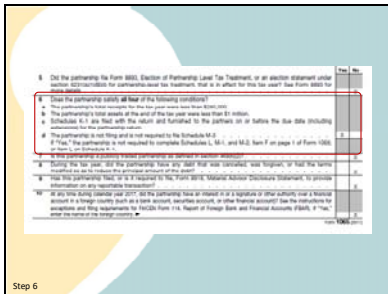 Yes No
5 Did the partnership file Form 8893, Election of Partnership Level Tax Treatment, or an election statement under
section 6231(a)(1)(B)(ii) for partnership-level tax treatment, that is in effect for this tax year? See Form 8893 for
more details
6 Does the partnership satisfy all four of the following conditions?
a The partnership's total receipts for the tax year were less than $250,000.
b The partnership's total assets at the end of the tax year were less than $1 million.
c Schedules K-1 are filed with the return and furnished to the partners on or before the due date (including
extensions) for the partnership return.
d The partnership is not filing and is not required to file Schedule M-3 X
If "Yes," the partnership is not required to complete Schedules L, M-1, and M-2; Item F on page 1 of Form 1065;
or Item L on Schedule K-1.
7 Is this partnership a publicly traded partnership as defined in section 469(k)(2)?
8 During the tax year, did the partnership have any debt that was canceled, was forgiven, or had the terms
modified so as to reduce the principal amount of the debt? X
9 Has this partnership filed, or is it required to file, Form 8918, Material Advisor Disclosure Statement, to provide
information on any reportable transaction? X
10 At any time during calendar year 2017, did the partnership have an interest in or a signature or other authority over a financial
account in a foreign country (such as a bank account, securities account, or other financial account)? See the instructions for
exceptions and filing requirements for FinCEN Form 114, Report of Foreign Bank and Financial Accounts (FBAR). If "Yes,"
enter the name of the foreign country. ▶ X
Form 1065 (2017)
Step 6